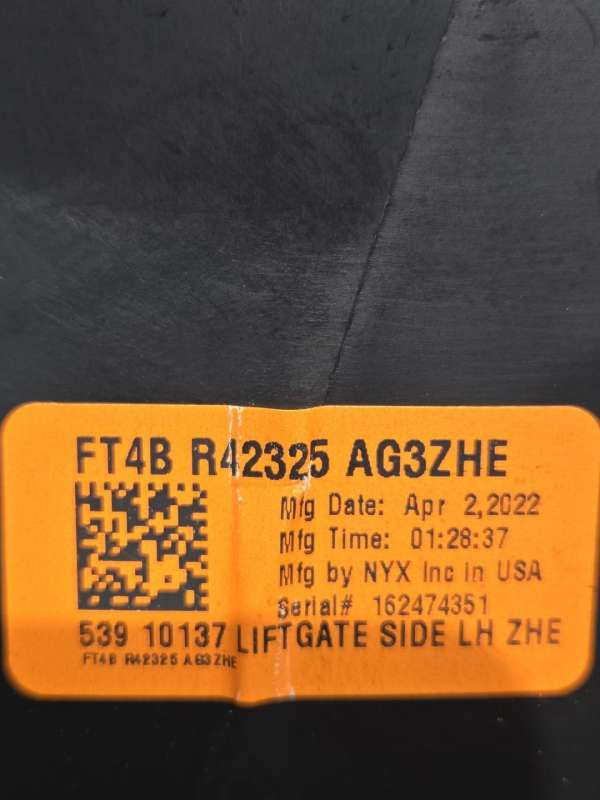 FT4B R42325 AG3ZHE
Mfg Date: Apr 2,2022
Mfg Time: 01:28:37
Mfg by NYX Inc in USA
Serial# 162474351
539 10137 LIFTGATE SIDE LH ZHE
FT4B R42325 AG3ZHE